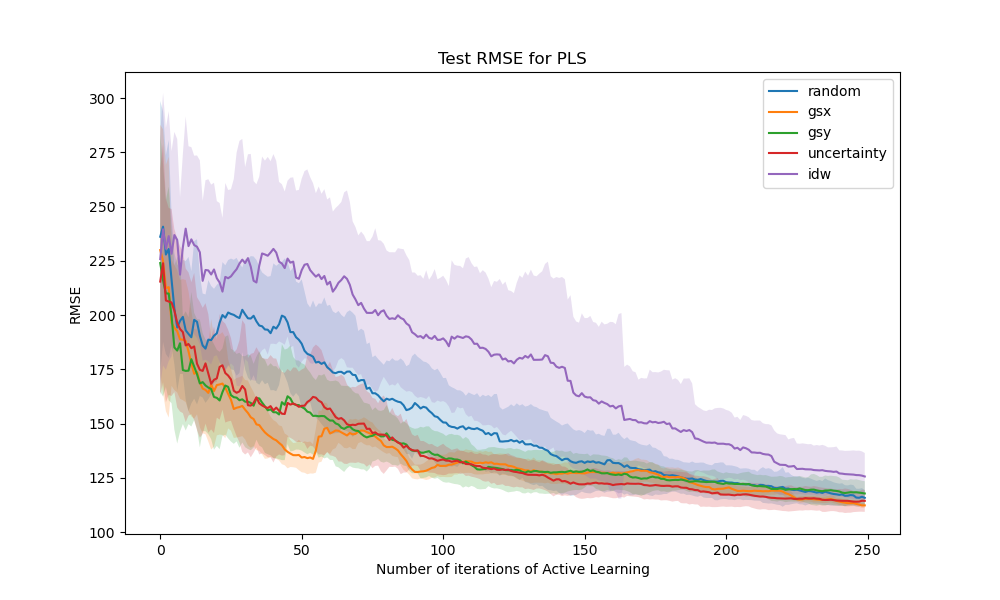 Test RMSE for PLS
random
gsx
gsy
uncertainty
idw
RMSE
300
275
250
225
200
175
150
125
100
0 50 100 150 200 250
Number of iterations of Active Learning